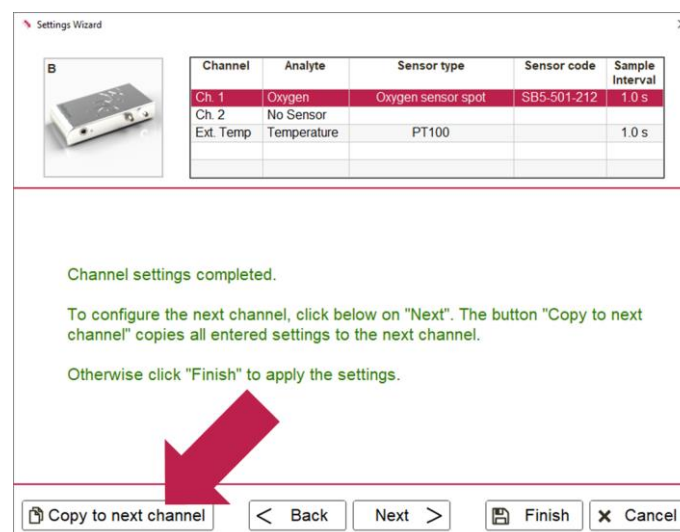 Settings Wizard
B
Channel Analyte Sensor type Sensor code Sample
Interval
Ch. 1 Oxygen Oxygen sensor spot SB5-501-212 1.0 s
Ch. 2 No Sensor
Ext. Temp Temperature PT100 1.0 s
Channel settings completed.
To configure the next channel, click below on "Next". The button "Copy to next
channel" copies all entered settings to the next channel.
Otherwise click "Finish" to apply the settings.
Copy to next channel < Back Next > Finish Cancel